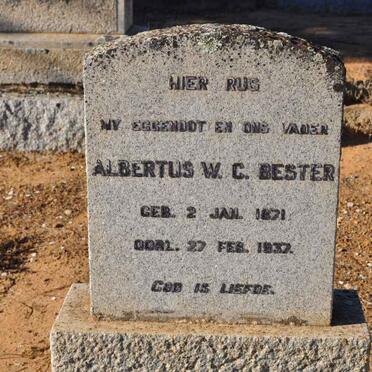 HIER RUS
MY EGGENOOT EN ONS VADER
ALBERTUS W. C. BESTER
GEB. 2 JAN. 1871
OORL. 27 FEB. 1937.
GOD IS LIEFDE.